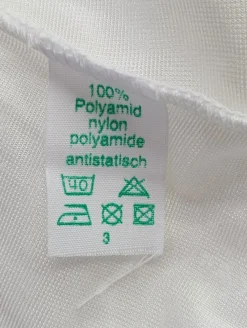 100%
Polyamid
nylon
polyamide
antistatisch
40
3